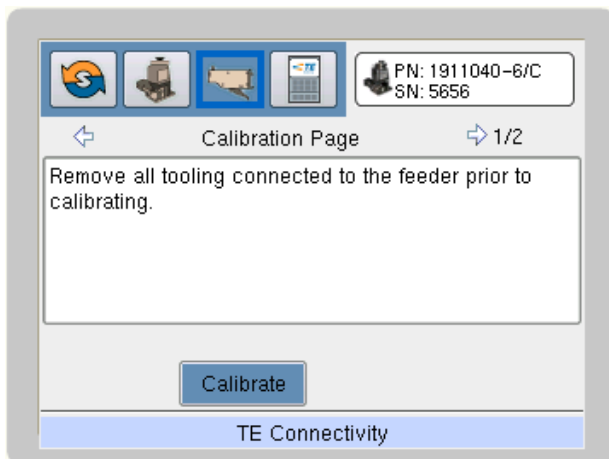 TE
PN: 1911040-6/C
SN: 5656
Calibration Page
1/2
Remove all tooling connected to the feeder prior to
calibrating.
Calibrate
TE Connectivity